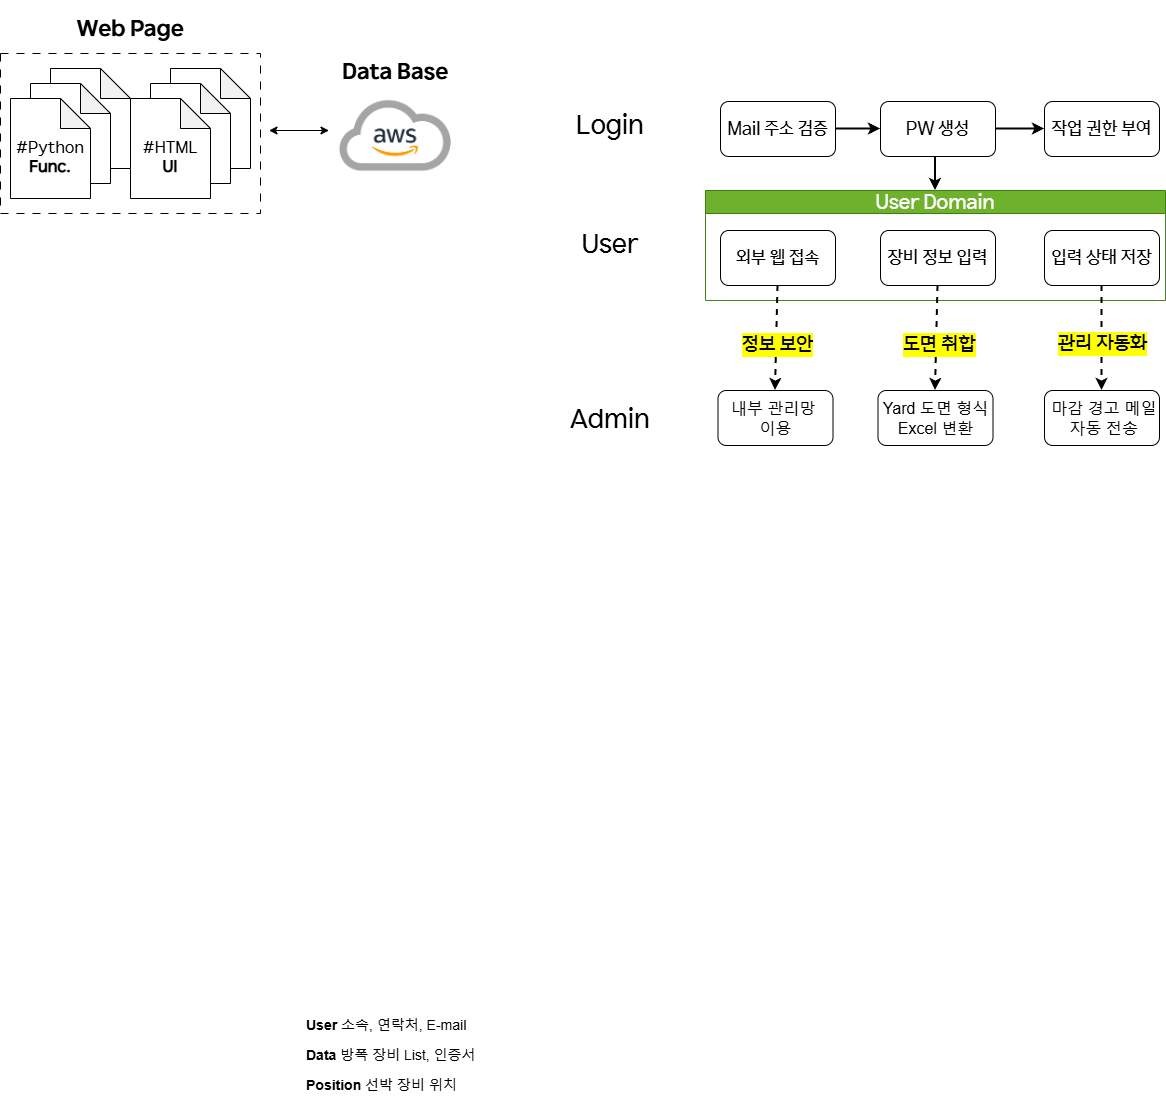 Web Page
#Python
Func.
#HTML
UI
Data Base
aws
Login
Mail 주소 검증
PW 생성
작업 권한 부여
User Domain
User
외부 웹 접속
장비 정보 입력
입력 상태 저장
정보 보안
도면 취합
관리 자동화
Admin
내부 관리망
이용
Yard 도면 형식
Excel 변환
마감 경고 메일
자동 전송
User 소속, 연락처, E-mail
Data 방폭 장비 List, 인증서
Position 선박 장비 위치